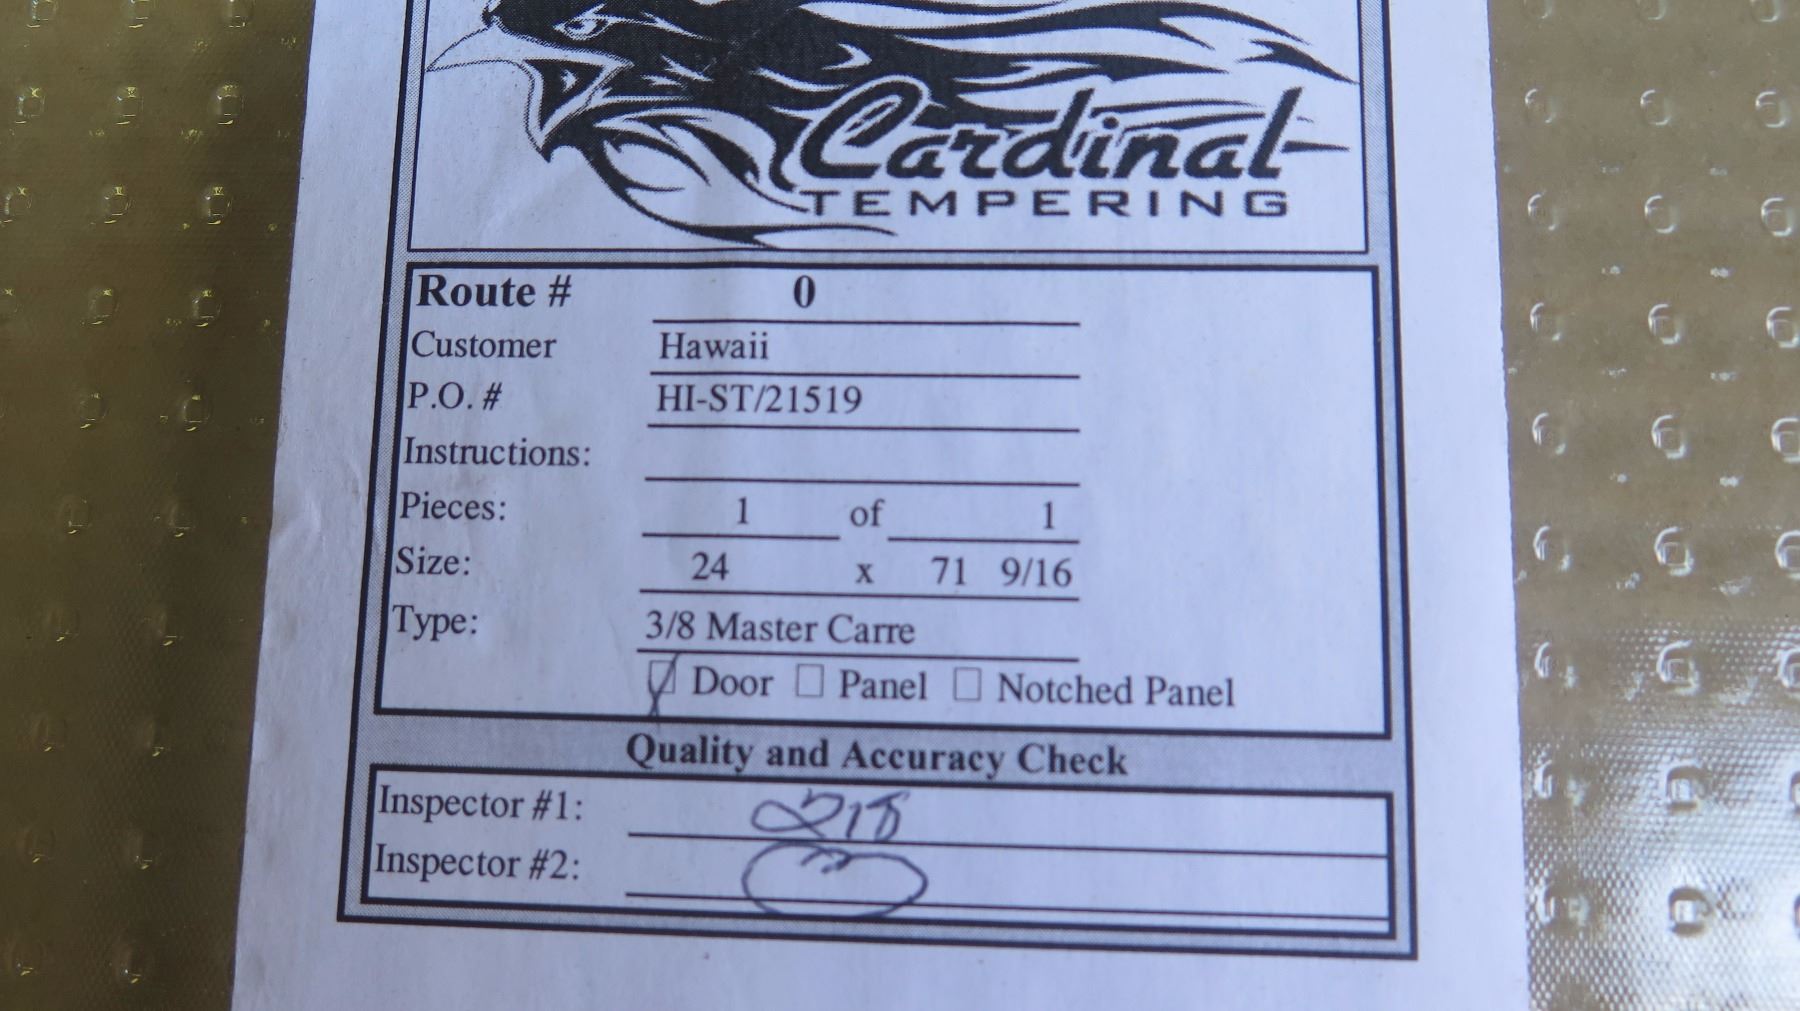 Cardinal
TEMPERING
Route # 0
Customer Hawaii
P.O. # HI-ST/21519
Instructions:
Pieces: 1 of 1
Size: 24 x 71 9/16
Type: 3/8 Master Carre
Door Panel Notched Panel
Quality and Accuracy Check
Inspector #1:
Inspector #2: